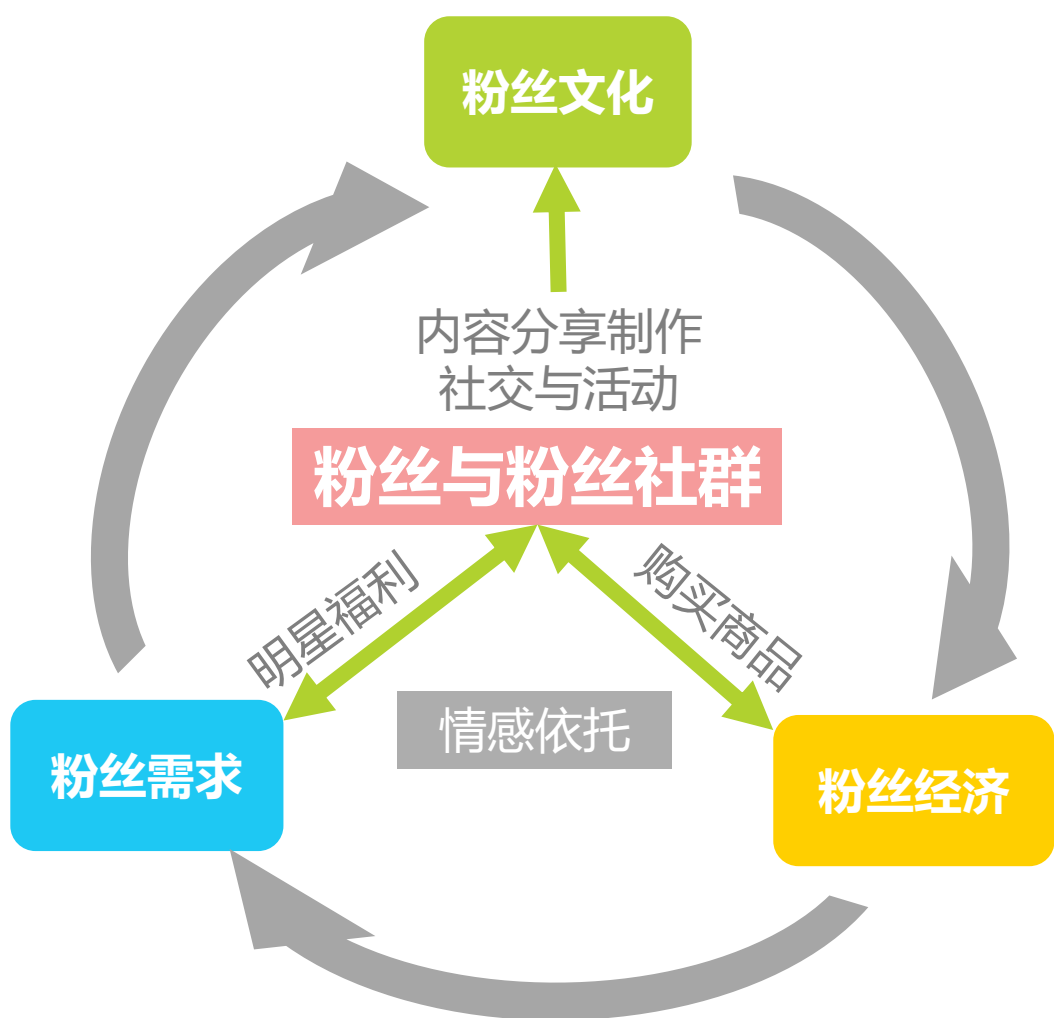 粉丝文化
内容分享制作
社交与活动
粉丝与粉丝社群
明星福利
购买商品
情感依托
粉丝需求
粉丝经济